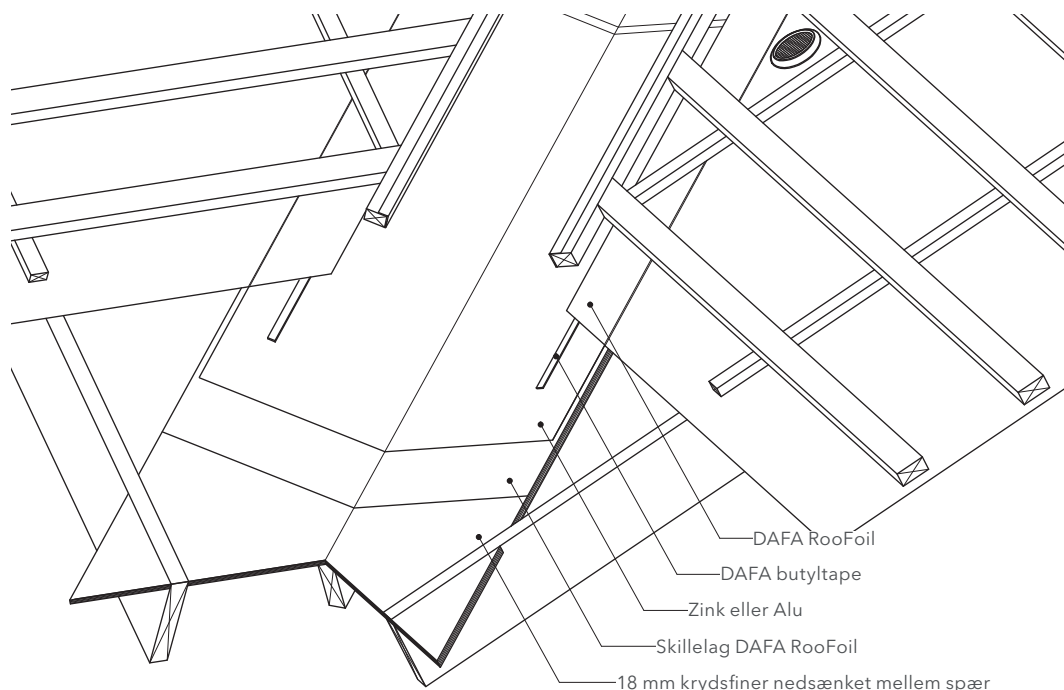 DAFA RooFoil
DAFA butyltape
Zink eller Alu
Skillelag DAFA RooFoil
18 mm krydsfiner nedsænket mellem spær